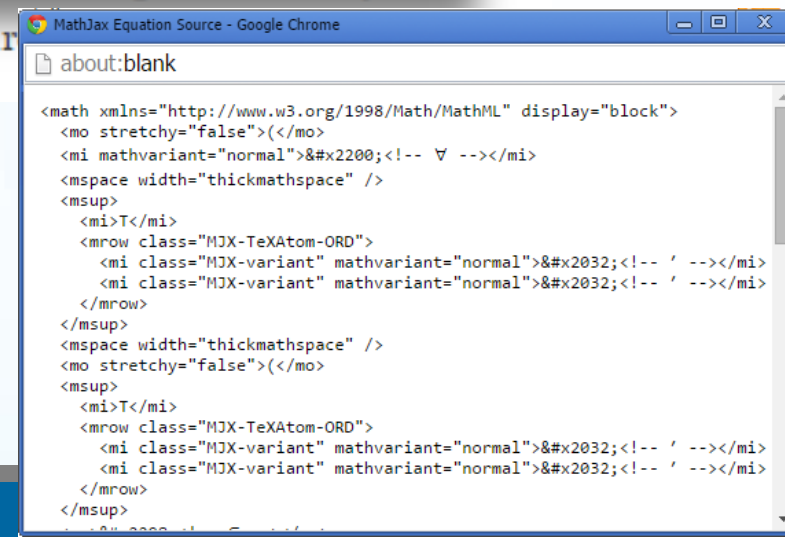 MathJax Equation Source - Google Chrome
about:blank
<math xmlns="http://www.w3.org/1998/Math/MathML" display="block">
<mo stretchy="false">(</mo>
<mi mathvariant="normal">&#x2200;<!-- ∀ --></mi>
<mspace width="thickmathspace" />
<msup>
<mi>T</mi>
<mrow class="MJX-TeXAtom-ORD">
<mi class="MJX-variant" mathvariant="normal">&#x2032;<!-- ′ --></mi>
<mi class="MJX-variant" mathvariant="normal">&#x2032;<!-- ′ --></mi>
</mrow>
</msup>
<mspace width="thickmathspace" />
<mo stretchy="false">(</mo>
<msup>
<mi>T</mi>
<mrow class="MJX-TeXAtom-ORD">
<mi class="MJX-variant" mathvariant="normal">&#x2032;<!-- ′ --></mi>
<mi class="MJX-variant" mathvariant="normal">&#x2032;<!-- ′ --></mi>
</mrow>
</msup>